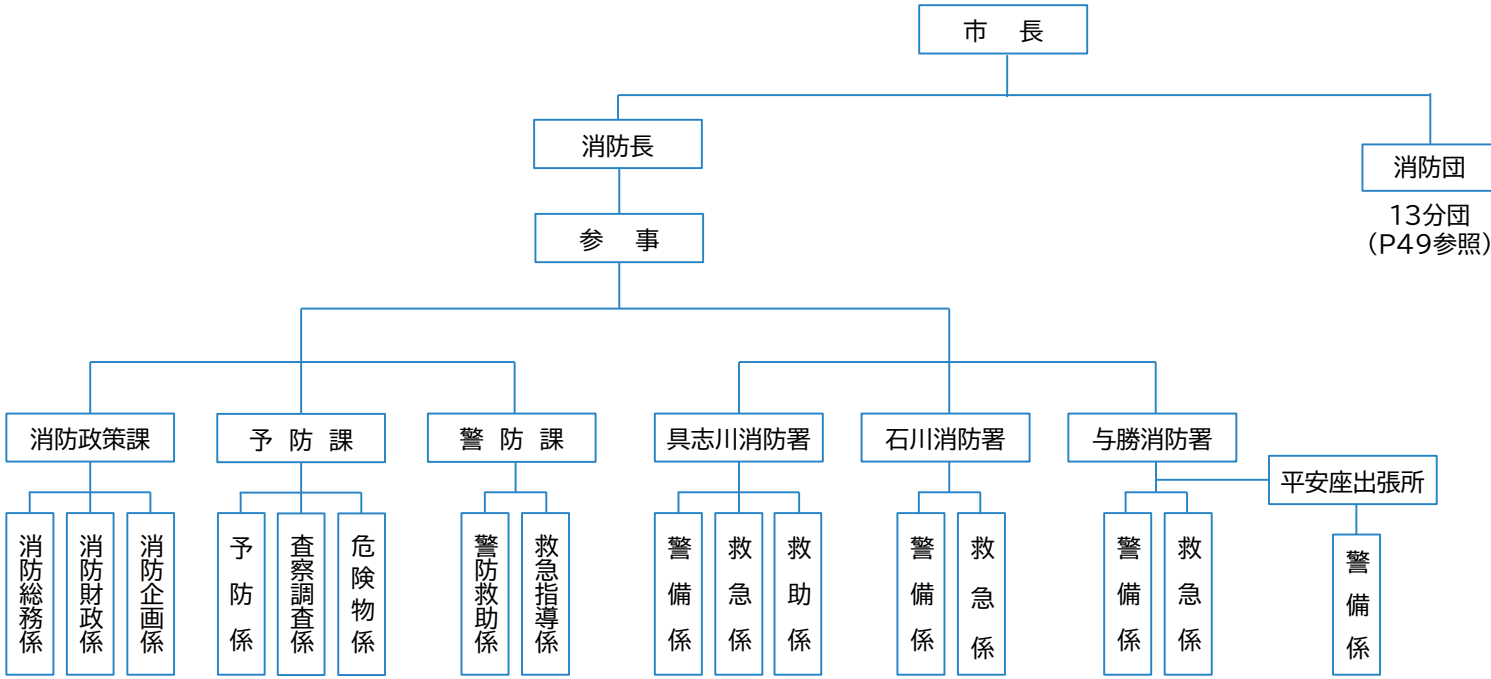 市　長
消防長
消防団
13分団
（P49参照）
参　事
消防政策課
予 防 課
警 防 課
具志川消防署
石川消防署
与勝消防署
平安座出張所
消防総務係
消防財政係
消防企画係
予防係
査察調査係
危険物係
警防救助係
救急指導係
警備係
救急係
救助係
警備係
救急係
警備係
救急係
警備係